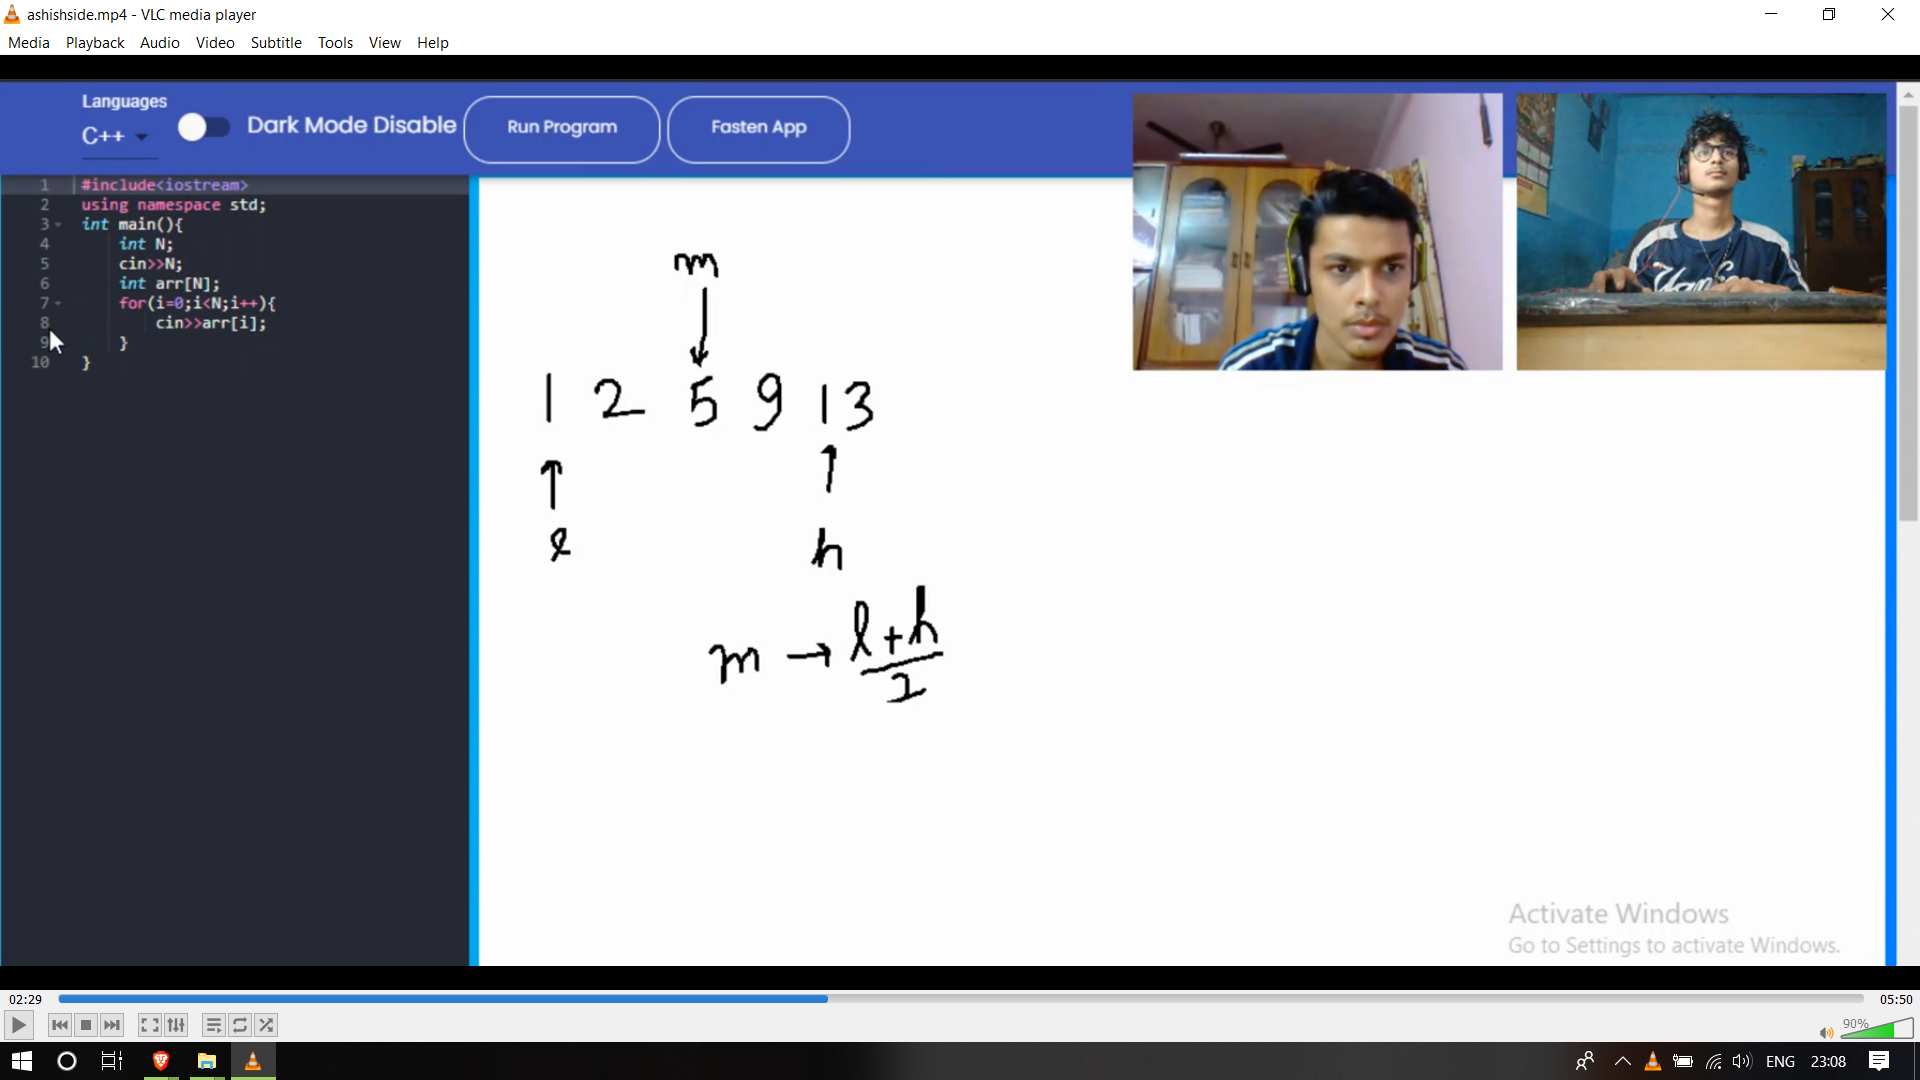 ashishside.mp4 - VLC media player
Media Playback Audio Video Subtitle Tools View Help
Languages
C++
Dark Mode Disable
Run Program
Fasten App
1 #include<iostream>
2 using namespace std;
3 int main(){
4 int N;
5 cin>>N;
6 int arr[N];
7 for(i=0;i<N;i++){
8 cin>>arr[i];
9 }
10 }
m
1 2 5 9 13
l h
m → l+h
2
Activate Windows
Go to Settings to activate Windows.
02:29 05:50
90%
ENG 23:08